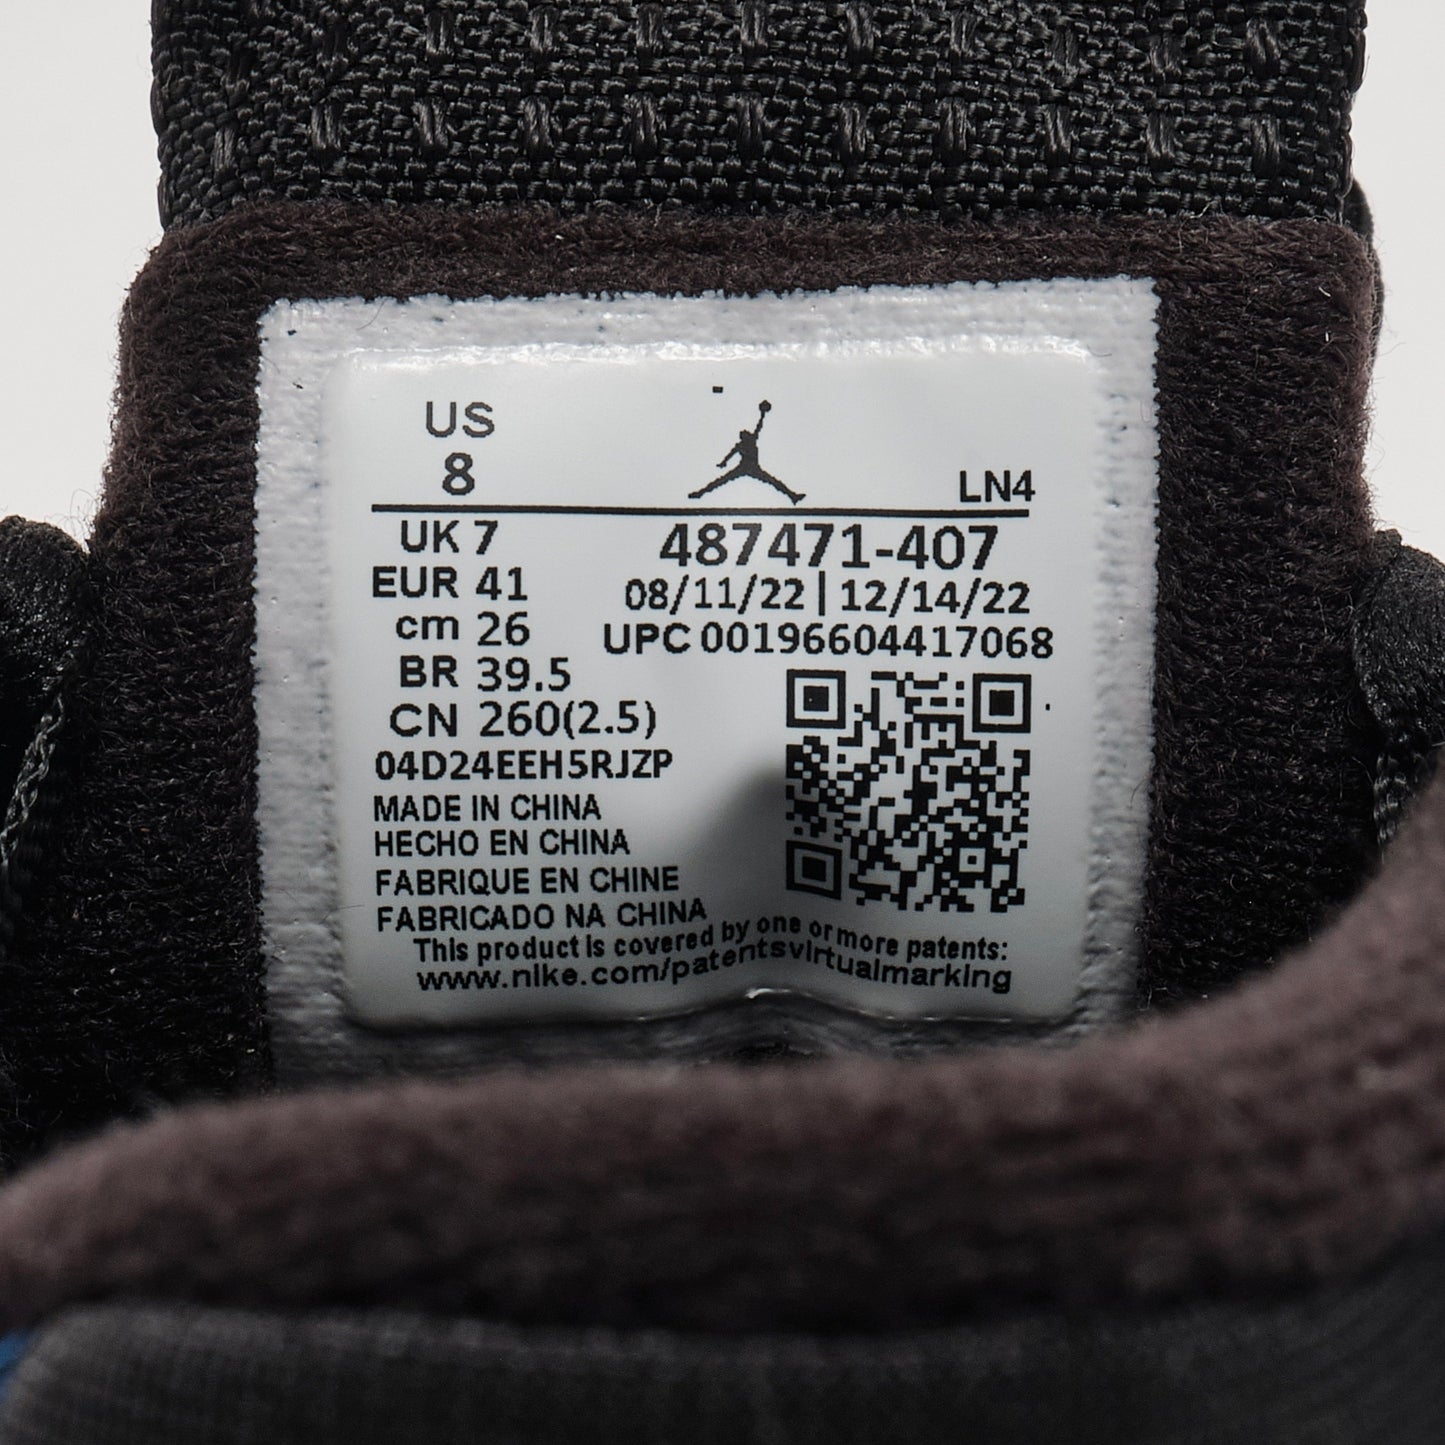 US
8
LN4
UK 7
EUR 41
cm 26
BR 39.5
CN 260(2.5)
487471-407
08/11/22 | 12/14/22
UPC 00196604417068
04D24EEH5RJZP
MADE IN CHINA
HECHO EN CHINA
FABRIQUE EN CHINE
FABRICADO NA CHINA
This product is covered by one or more patents:
www.nike.com/patentsvirtualmarking